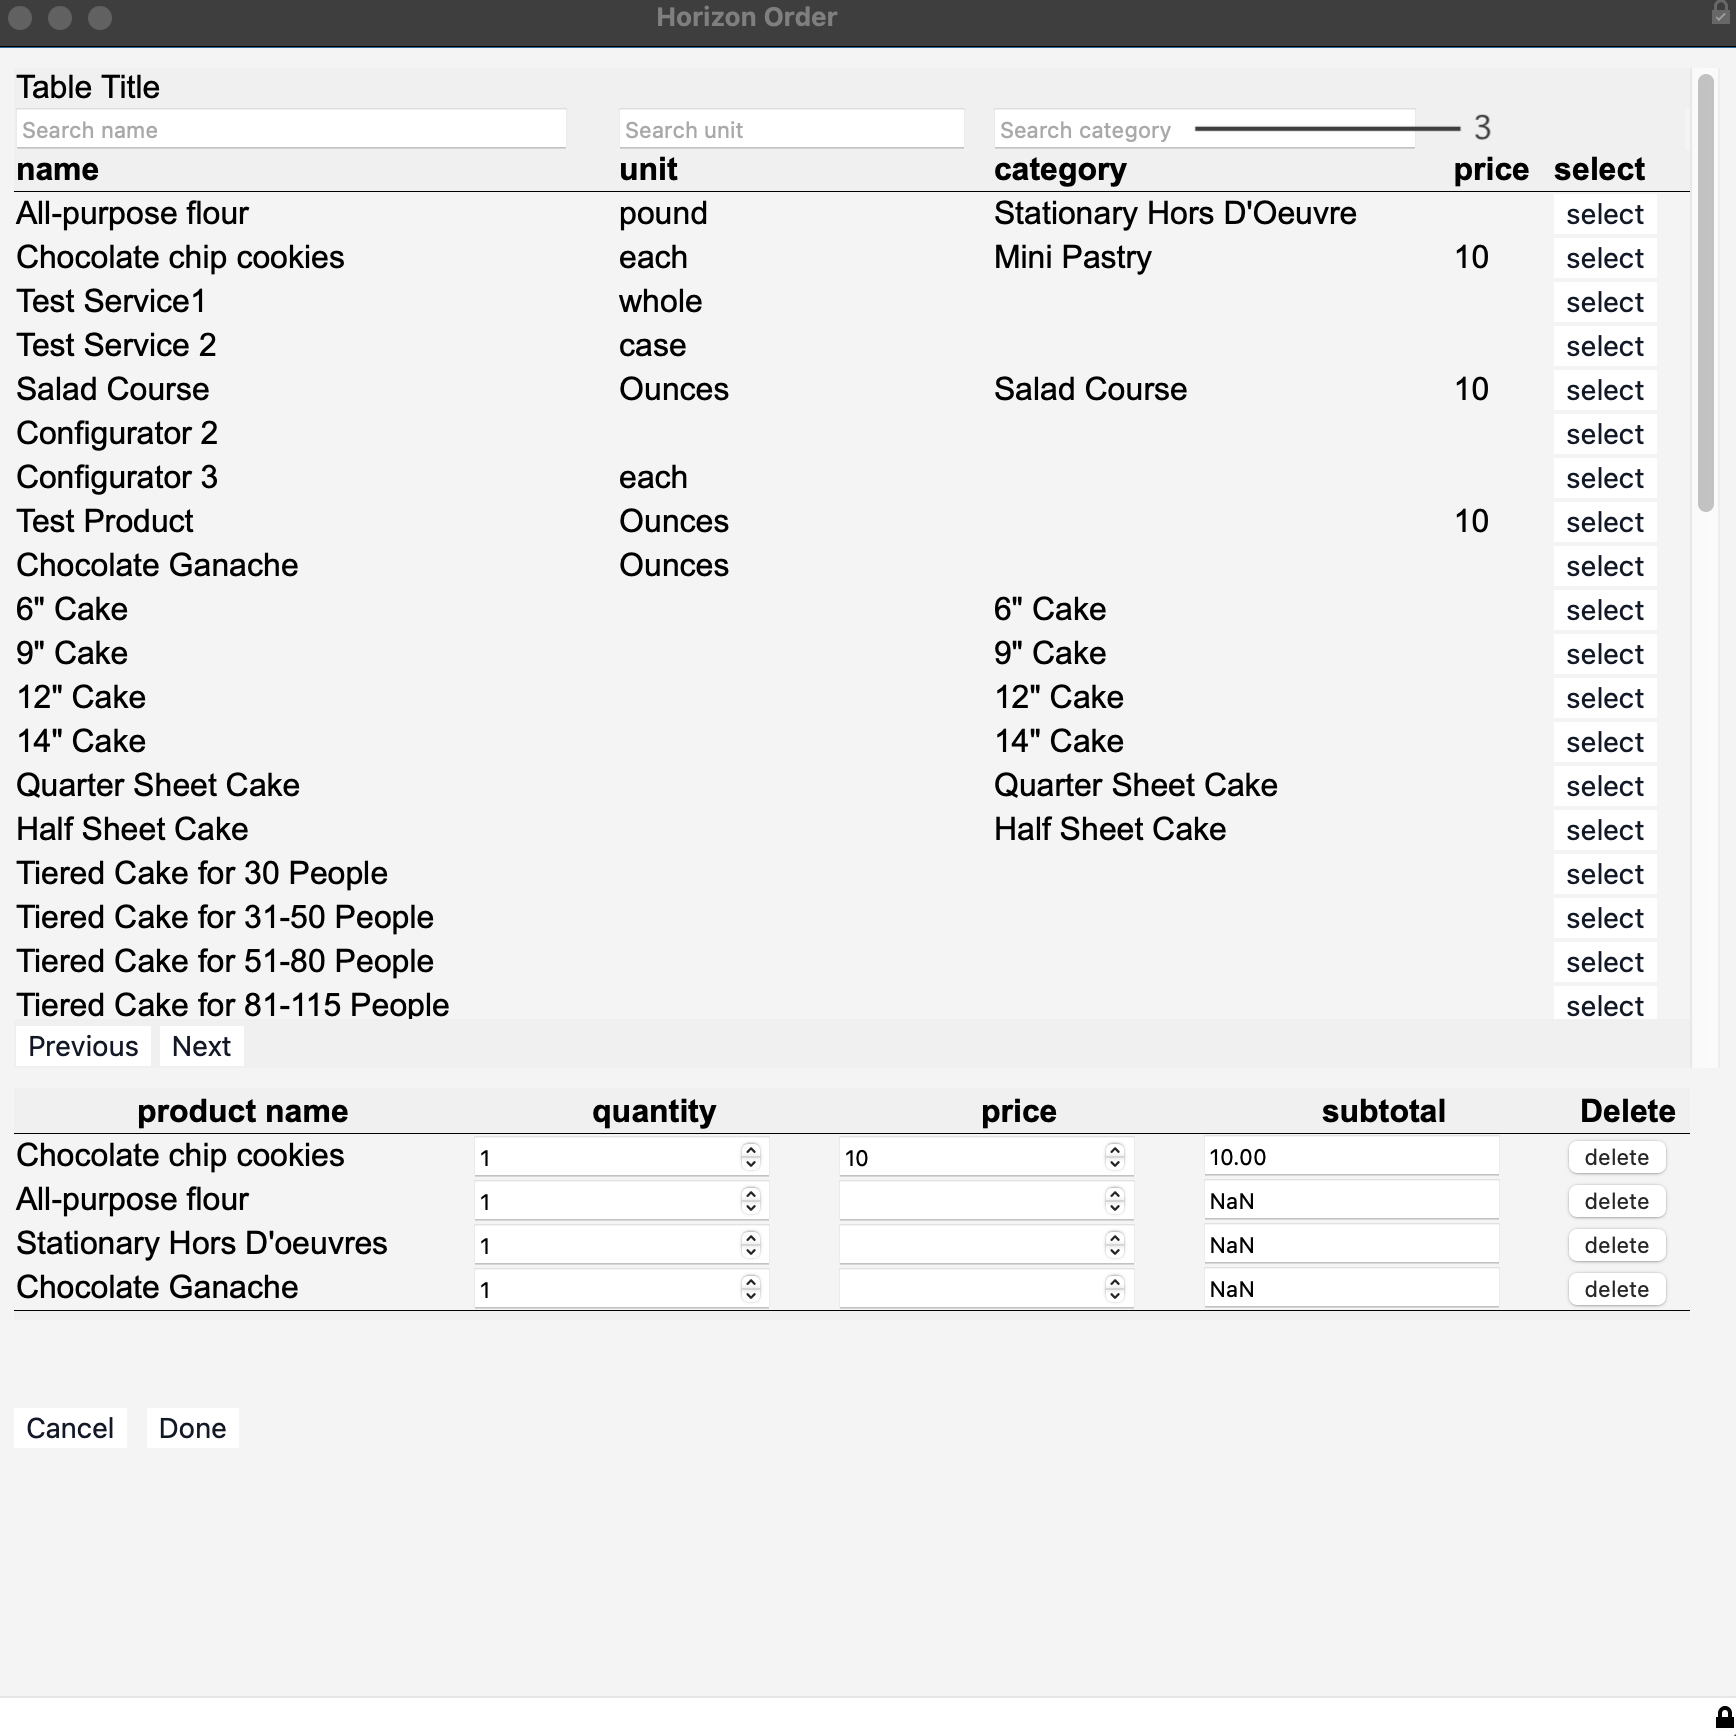 Horizon Order
Table Title
Search name Search unit Search category 3
name unit category price select
All-purpose flour pound Stationary Hors D'Oeuvre select
Chocolate chip cookies each Mini Pastry 10 select
Test Service1 whole select
Test Service 2 case select
Salad Course Ounces Salad Course 10 select
Configurator 2 select
Configurator 3 each select
Test Product Ounces 10 select
Chocolate Ganache Ounces select
6" Cake 6" Cake select
9" Cake 9" Cake select
12" Cake 12" Cake select
14" Cake 14" Cake select
Quarter Sheet Cake Quarter Sheet Cake select
Half Sheet Cake Half Sheet Cake select
Tiered Cake for 30 People select
Tiered Cake for 31-50 People select
Tiered Cake for 51-80 People select
Tiered Cake for 81-115 People select
Previous Next
product name quantity price subtotal Delete
Chocolate chip cookies 1 10 10.00 delete
All-purpose flour 1 NaN delete
Stationary Hors D'oeuvres 1 NaN delete
Chocolate Ganache 1 NaN delete
Cancel Done